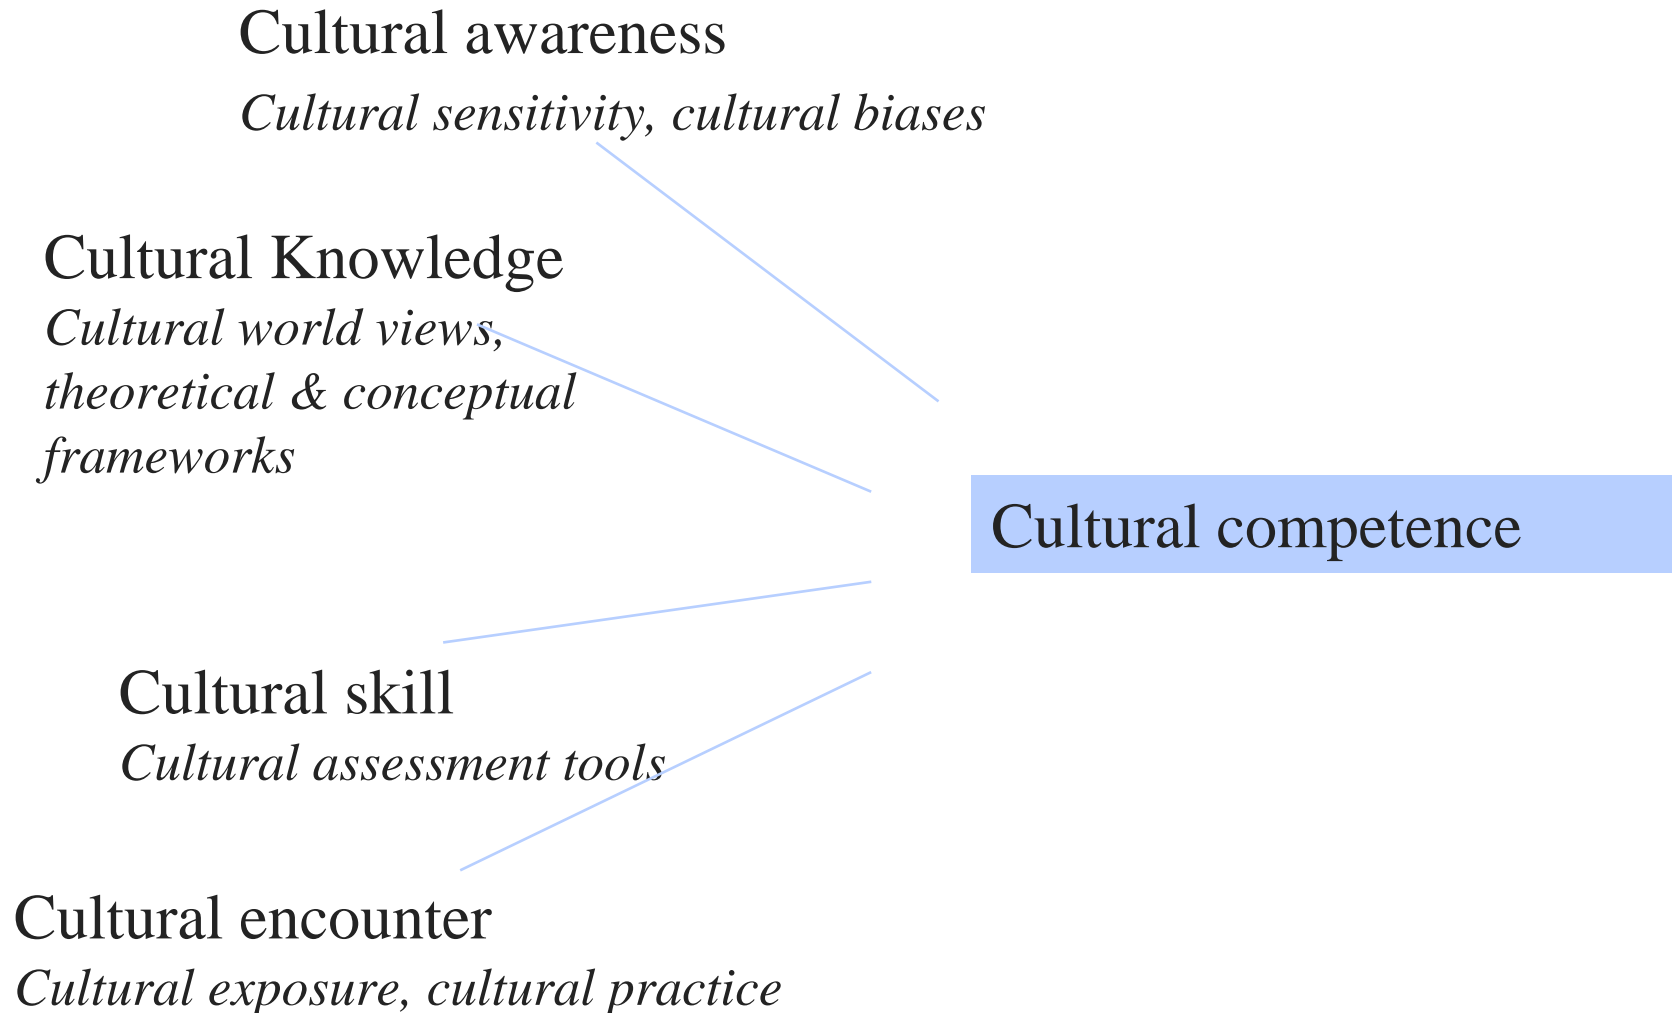 Cultural awareness
Cultural sensitivity, cultural biases
Cultural Knowledge
Cultural world views,
theoretical & conceptual
frameworks
Cultural competence
Cultural skill
Cultural assessment tools
Cultural encounter
Cultural exposure, cultural practice